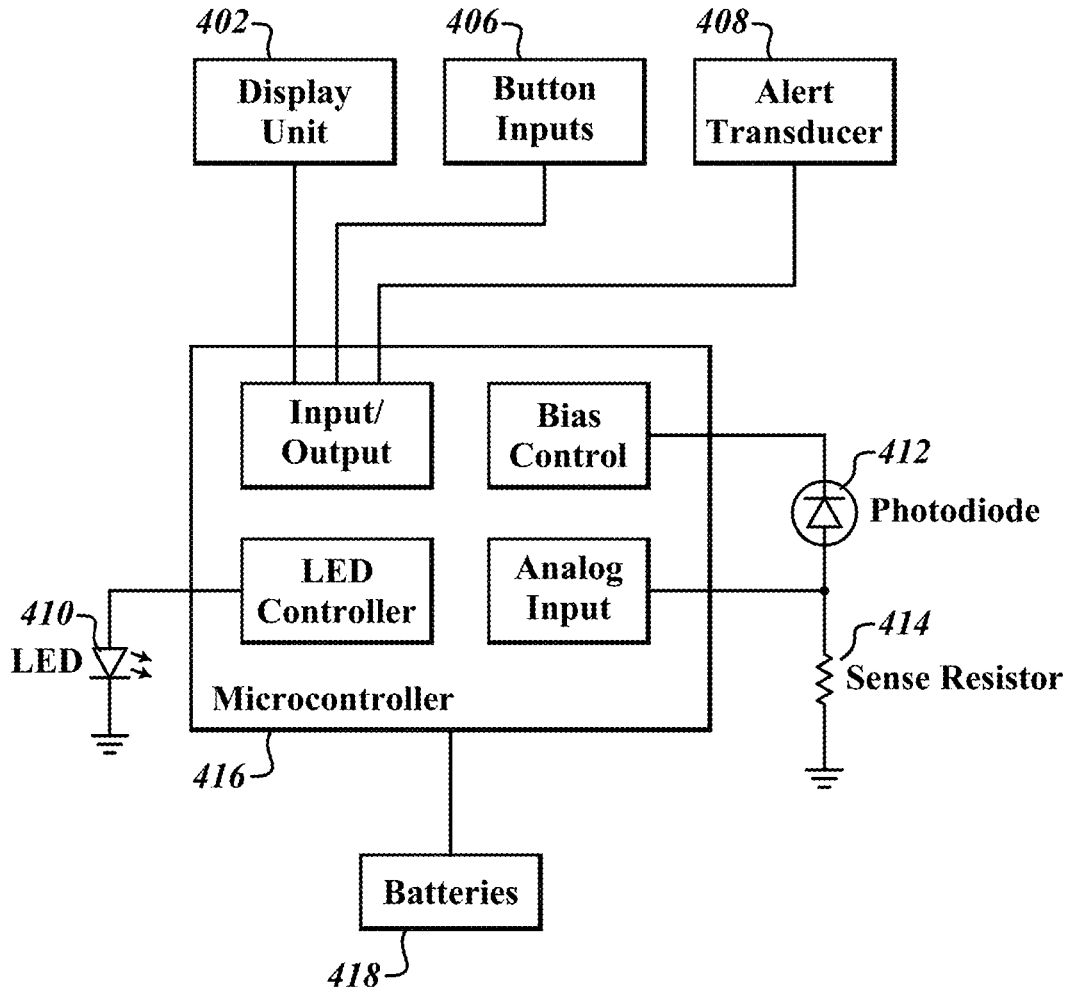 402
406
408
Display
Unit
Button
Inputs
Alert
Transducer
Input/
Output
Bias
Control
412
Photodiode
LED
Controller
Analog
Input
410
LED
414
Sense Resistor
Microcontroller
416
Batteries
418